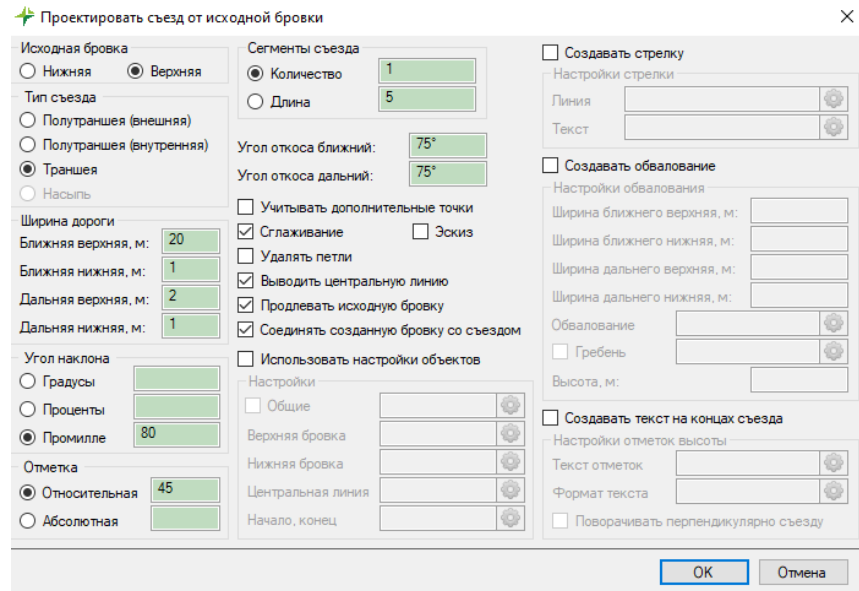 Проектировать съезд от исходной бровки
Исходная бровка
Нижняя
Верхняя
Тип съезда
Полутраншея (внешняя)
Полутраншея (внутренняя)
Траншея
Насыпь
Ширина дороги
Ближняя верхняя, м: 20
Ближняя нижняя, м: 1
Дальняя верхняя, м: 2
Дальняя нижняя, м: 1
Угол наклона
Градусы
Проценты
Промилле 80
Отметка
Относительная 45
Абсолютная
Сегменты съезда
Количество 1
Длина 5
Угол откоса ближний: 75°
Угол откоса дальний: 75°
Учитывать дополнительные точки
Сглаживание
Эскиз
Удалять петли
Выводить центральную линию
Продлевать исходную бровку
Соединять созданную бровку со съездом
Использовать настройки объектов
Настройки
Общие
Верхняя бровка
Нижняя бровка
Центральная линия
Начало, конец
Создавать стрелку
Настройки стрелки
Линия
Текст
Создавать обвалование
Настройки обвалования
Ширина ближнего верхняя, м:
Ширина ближнего нижняя, м:
Ширина дальнего верхняя, м:
Ширина дальнего нижняя, м:
Обвалование
Гребень
Высота, м:
Создавать текст на концах съезда
Настройки отметок высоты
Текст отметок
Формат текста
Поворачивать перпендикулярно съезду
OK
Отмена